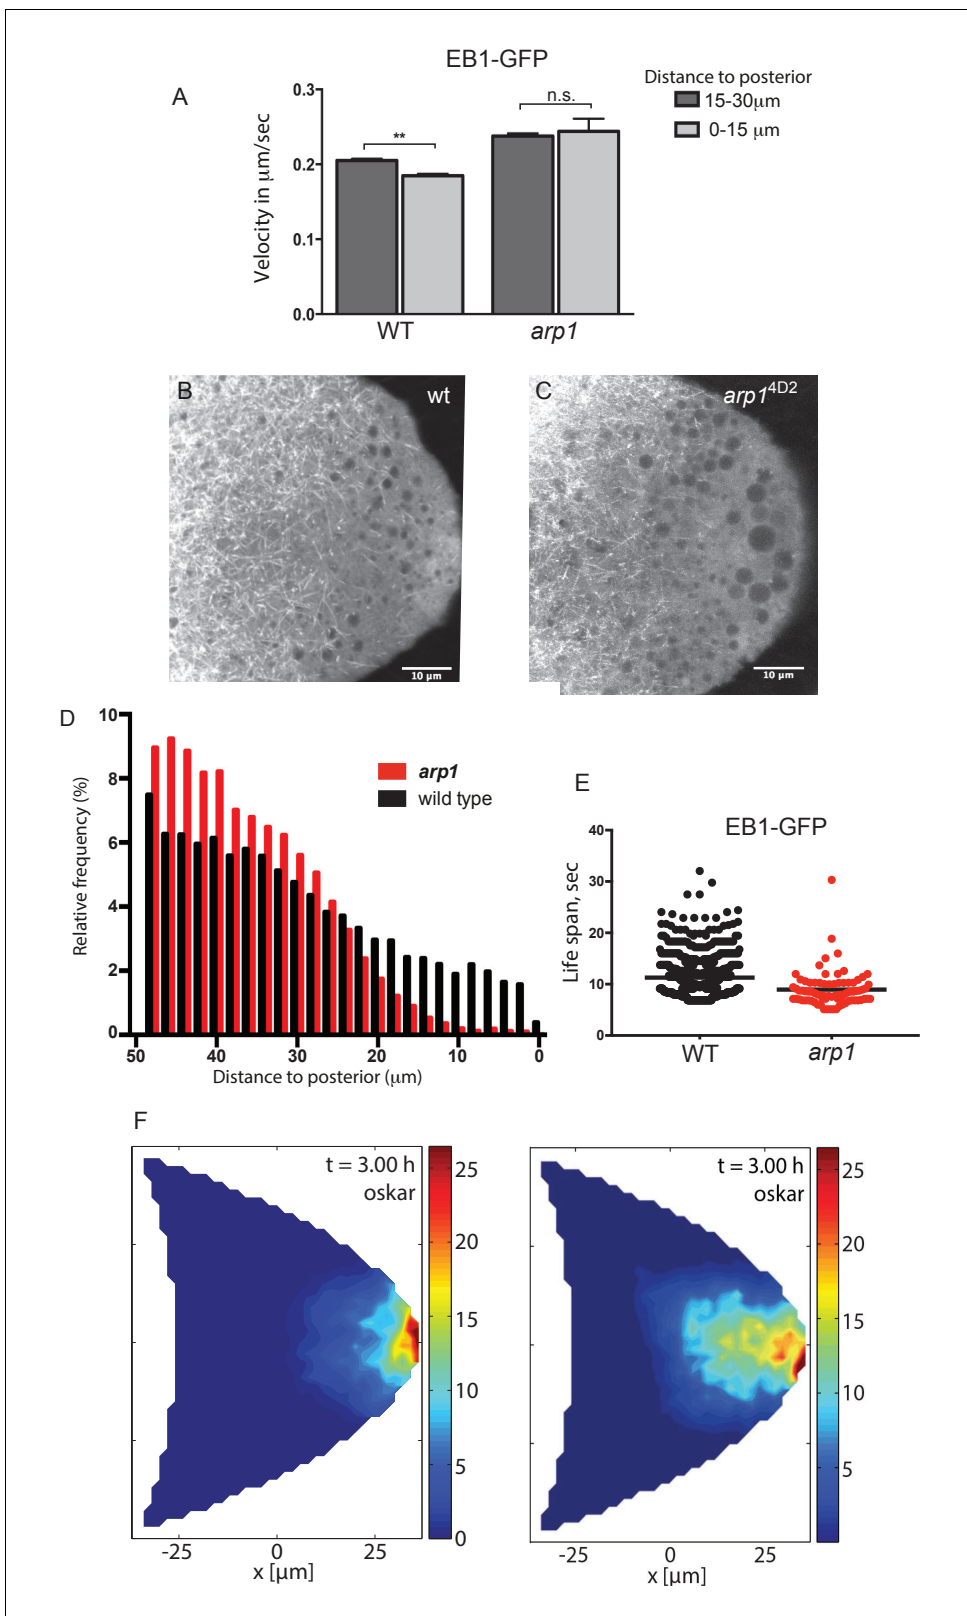 EB1-GFP
A
Distance to posterior
15-30μm
0-15 μm
n.s.
**
Velocity in μm/sec
0.3
0.2
0.1
0.0
WT
arp1
B
wt
10 μm
C
arp14D2
10 μm
D
Relative frequency (%)
10
8
6
4
2
0
arp1
wild type
50
40
30
20
10
0
Distance to posterior (μm)
E
EB1-GFP
Life span, sec
40
30
20
10
0
WT
arp1
F
t = 3.00 h
oskar
25
20
15
10
5
0
-25
0
25
x [μm]
t = 3.00 h
oskar
25
20
15
10
5
-25
0
25
x [μm]